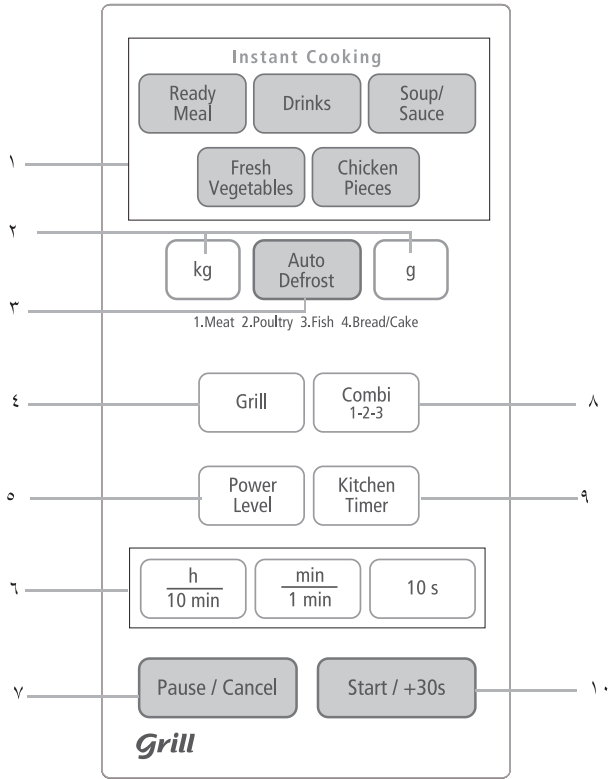 Instant Cooking
Ready
Meal
Drinks
Soup/
Sauce
١
Fresh
Vegetables
Chicken
Pieces
٢
kg
Auto
Defrost
g
٣
1.Meat 2.Poultry 3.Fish 4.Bread/Cake
٤
Grill
Combi
1-2-3
٨
٥
Power
Level
Kitchen
Timer
٩
٦
h
10 min
min
1 min
10 s
٧
Pause / Cancel
Start / +30s
١٠
Grill